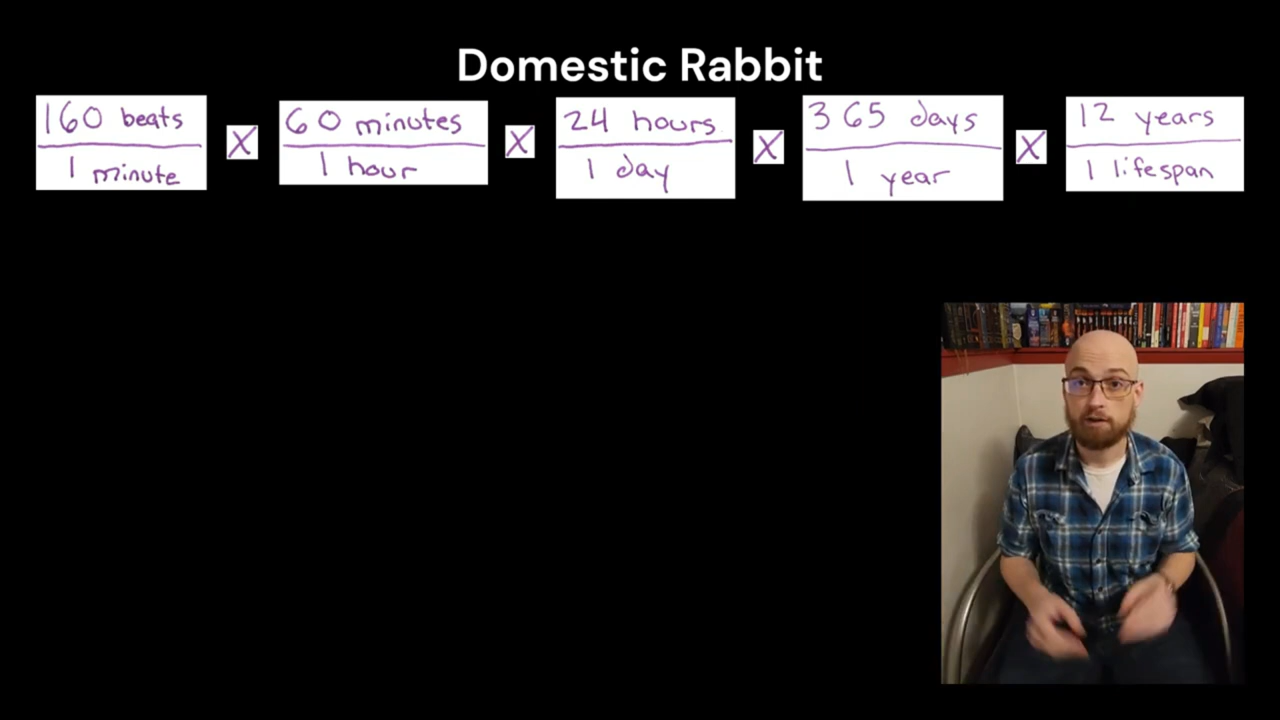 Domestic Rabbit
160 beats X 60 minutes X 24 hours X 365 days X 12 years
1 minute 1 hour 1 day 1 year 1 lifespan